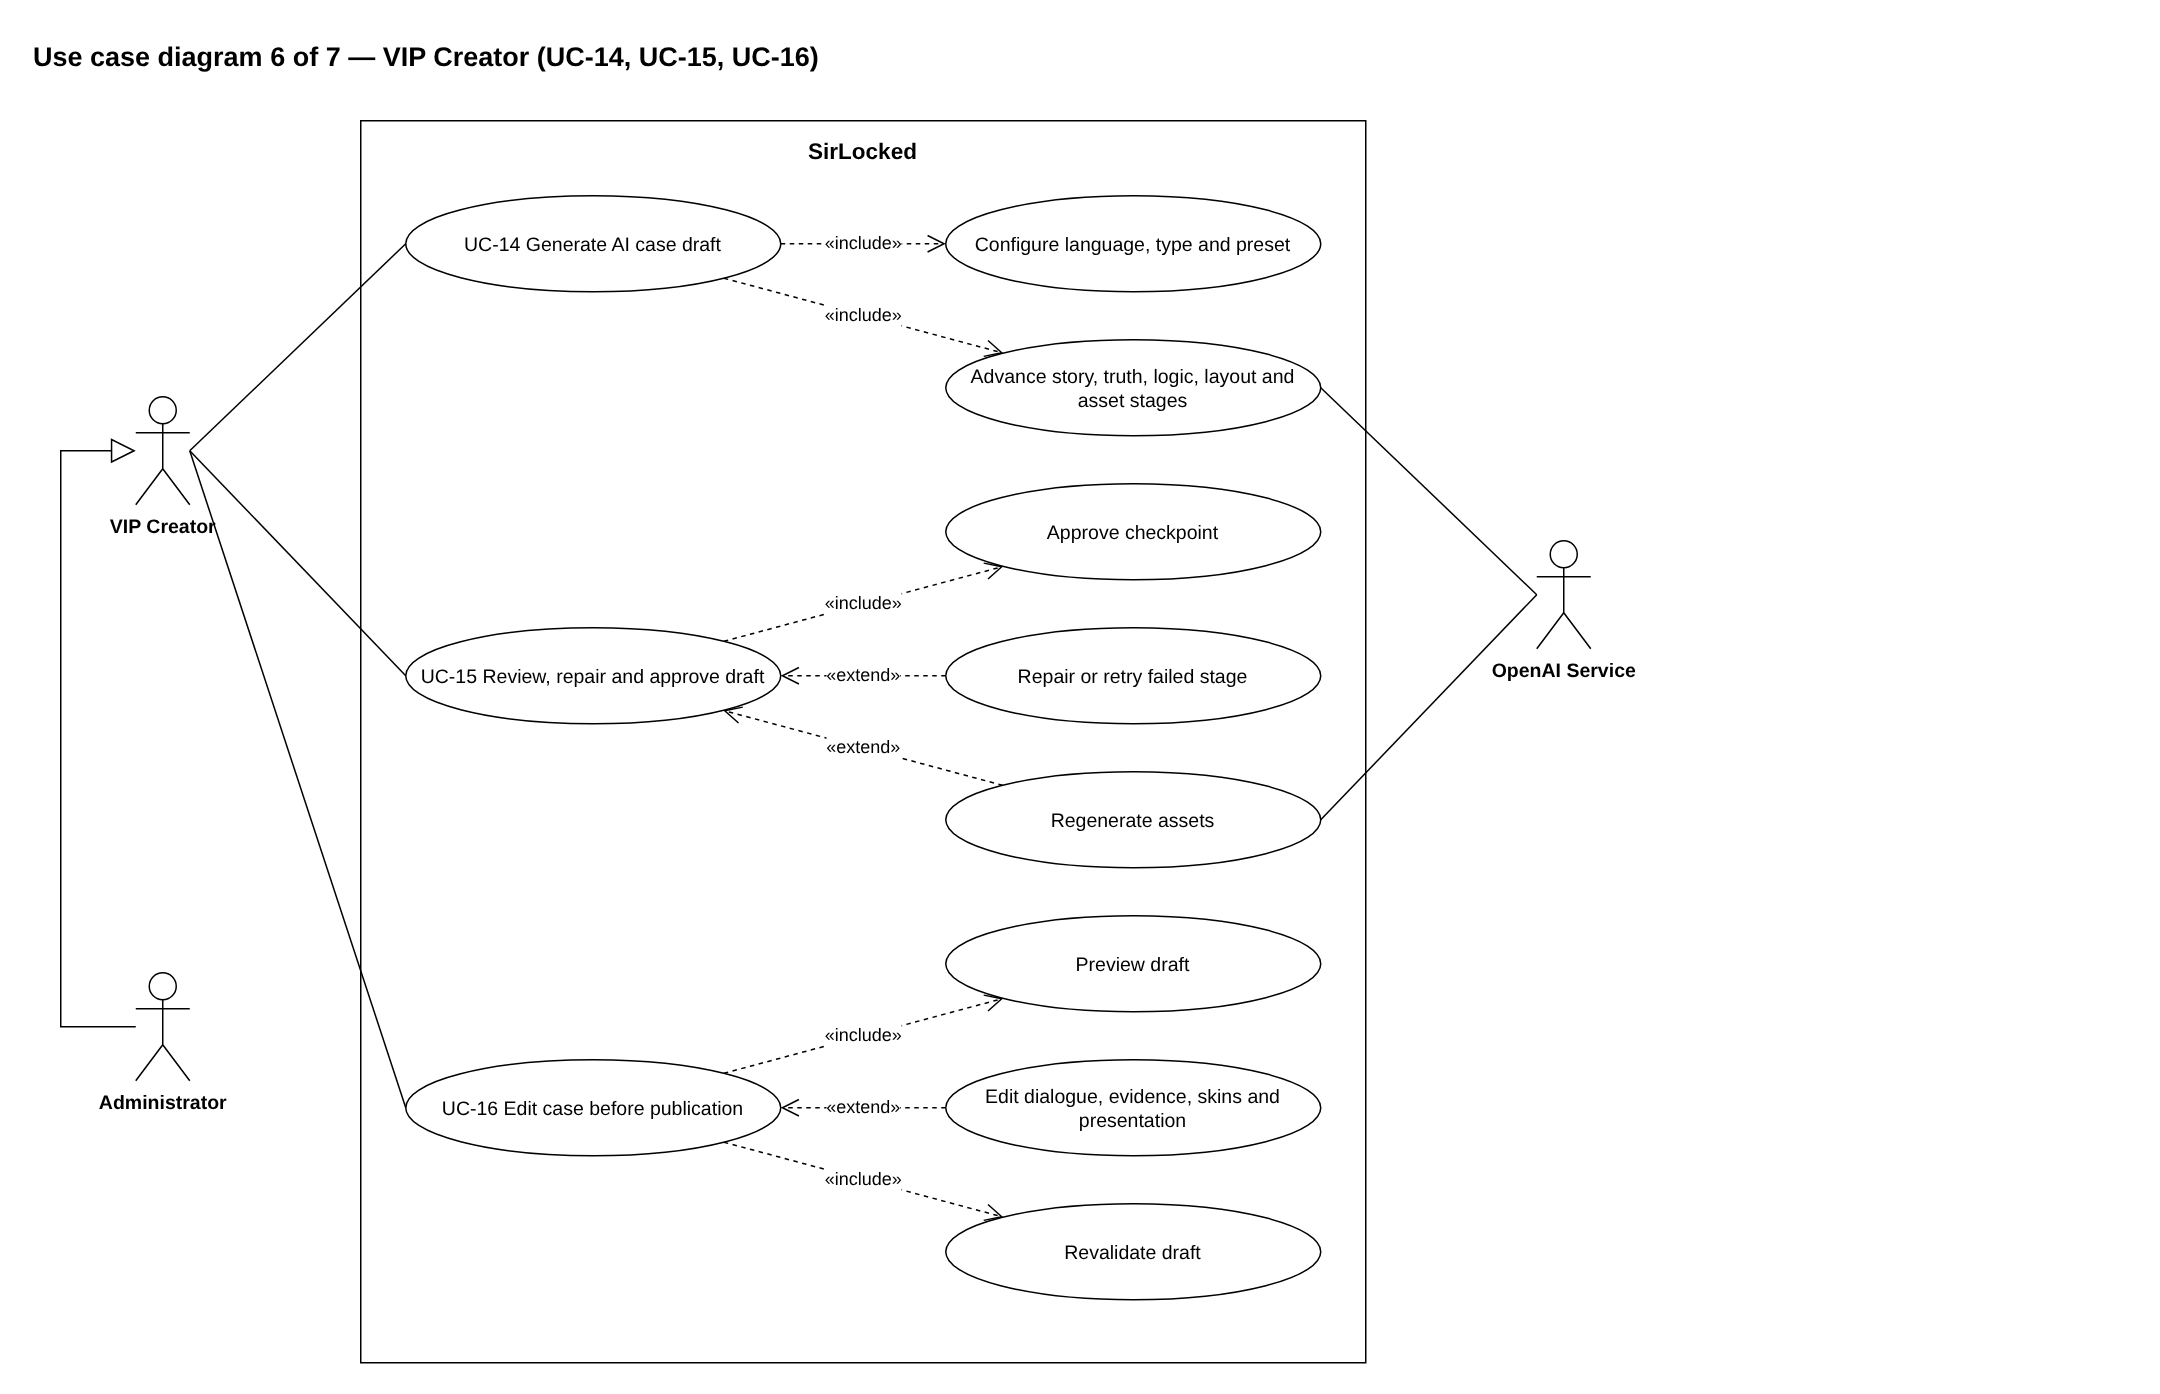 Use case diagram 6 of 7 — VIP Creator (UC-14, UC-15, UC-16)
SirLocked
UC-14 Generate AI case draft
«include»
Configure language, type and preset
«include»
Advance story, truth, logic, layout and
asset stages
VIP Creator
Approve checkpoint
«include»
UC-15 Review, repair and approve draft
«extend»
Repair or retry failed stage
OpenAI Service
«extend»
Regenerate assets
Preview draft
«include»
Administrator
UC-16 Edit case before publication
«extend»
Edit dialogue, evidence, skins and
presentation
«include»
Revalidate draft